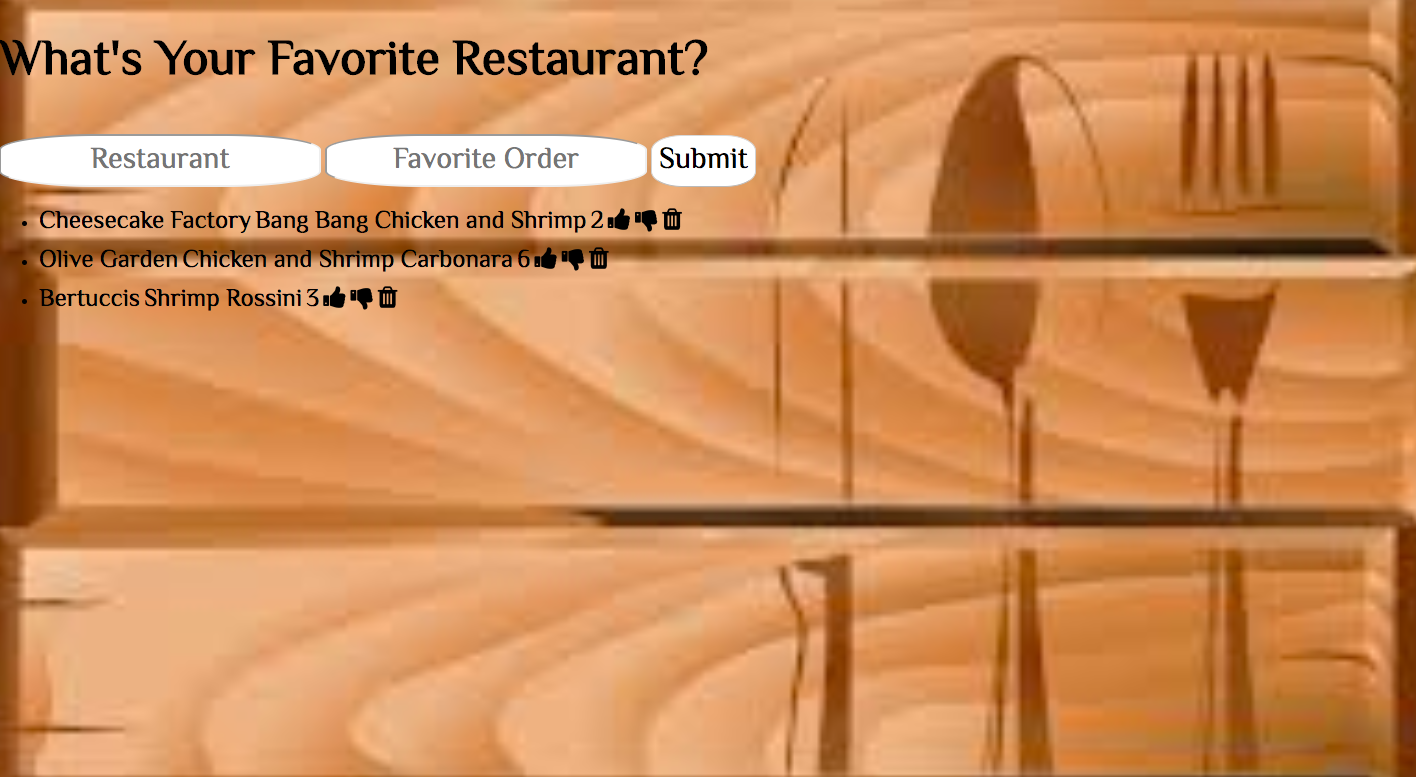 What's Your Favorite Restaurant?
Restaurant Favorite Order Submit
Cheesecake Factory Bang Bang Chicken and Shrimp 2
Olive Garden Chicken and Shrimp Carbonara 6
Bertuccis Shrimp Rossini 3